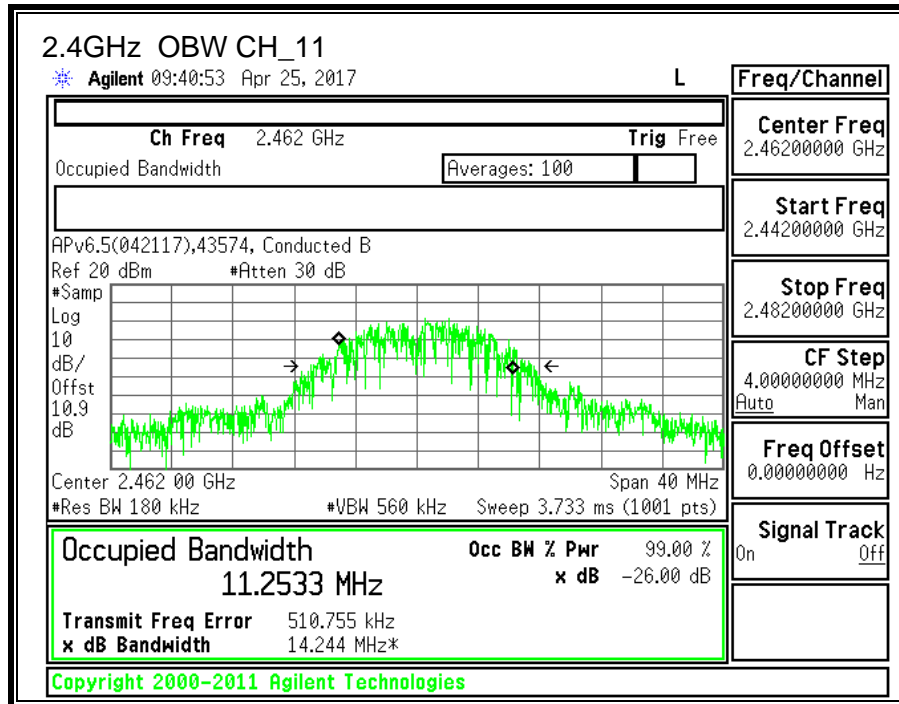 2.4GHz OBW CH_11
Agilent 09:40:53 Apr 25, 2017 L
Ch Freq 2.462 GHz Trig Free
Occupied Bandwidth Averages: 100
APv6.5(042117),43574, Conducted B
Ref 20 dBm #Atten 30 dB
#Samp
Log
10
dB/
Offst
10.9
dB
Center 2.462 00 GHz Span 40 MHz
#Res BW 180 kHz #VBW 560 kHz Sweep 3.733 ms (1001 pts)
Occupied Bandwidth Occ BW % Pwr 99.00 %
11.2533 MHz x dB -26.00 dB
Transmit Freq Error 510.755 kHz
x dB Bandwidth 14.244 MHz*
Copyright 2000-2011 Agilent Technologies
Freq/Channel
Center Freq
2.46200000 GHz
Start Freq
2.44200000 GHz
Stop Freq
2.48200000 GHz
CF Step
4.00000000 MHz
Auto Man
Freq Offset
0.00000000 Hz
Signal Track
On Off